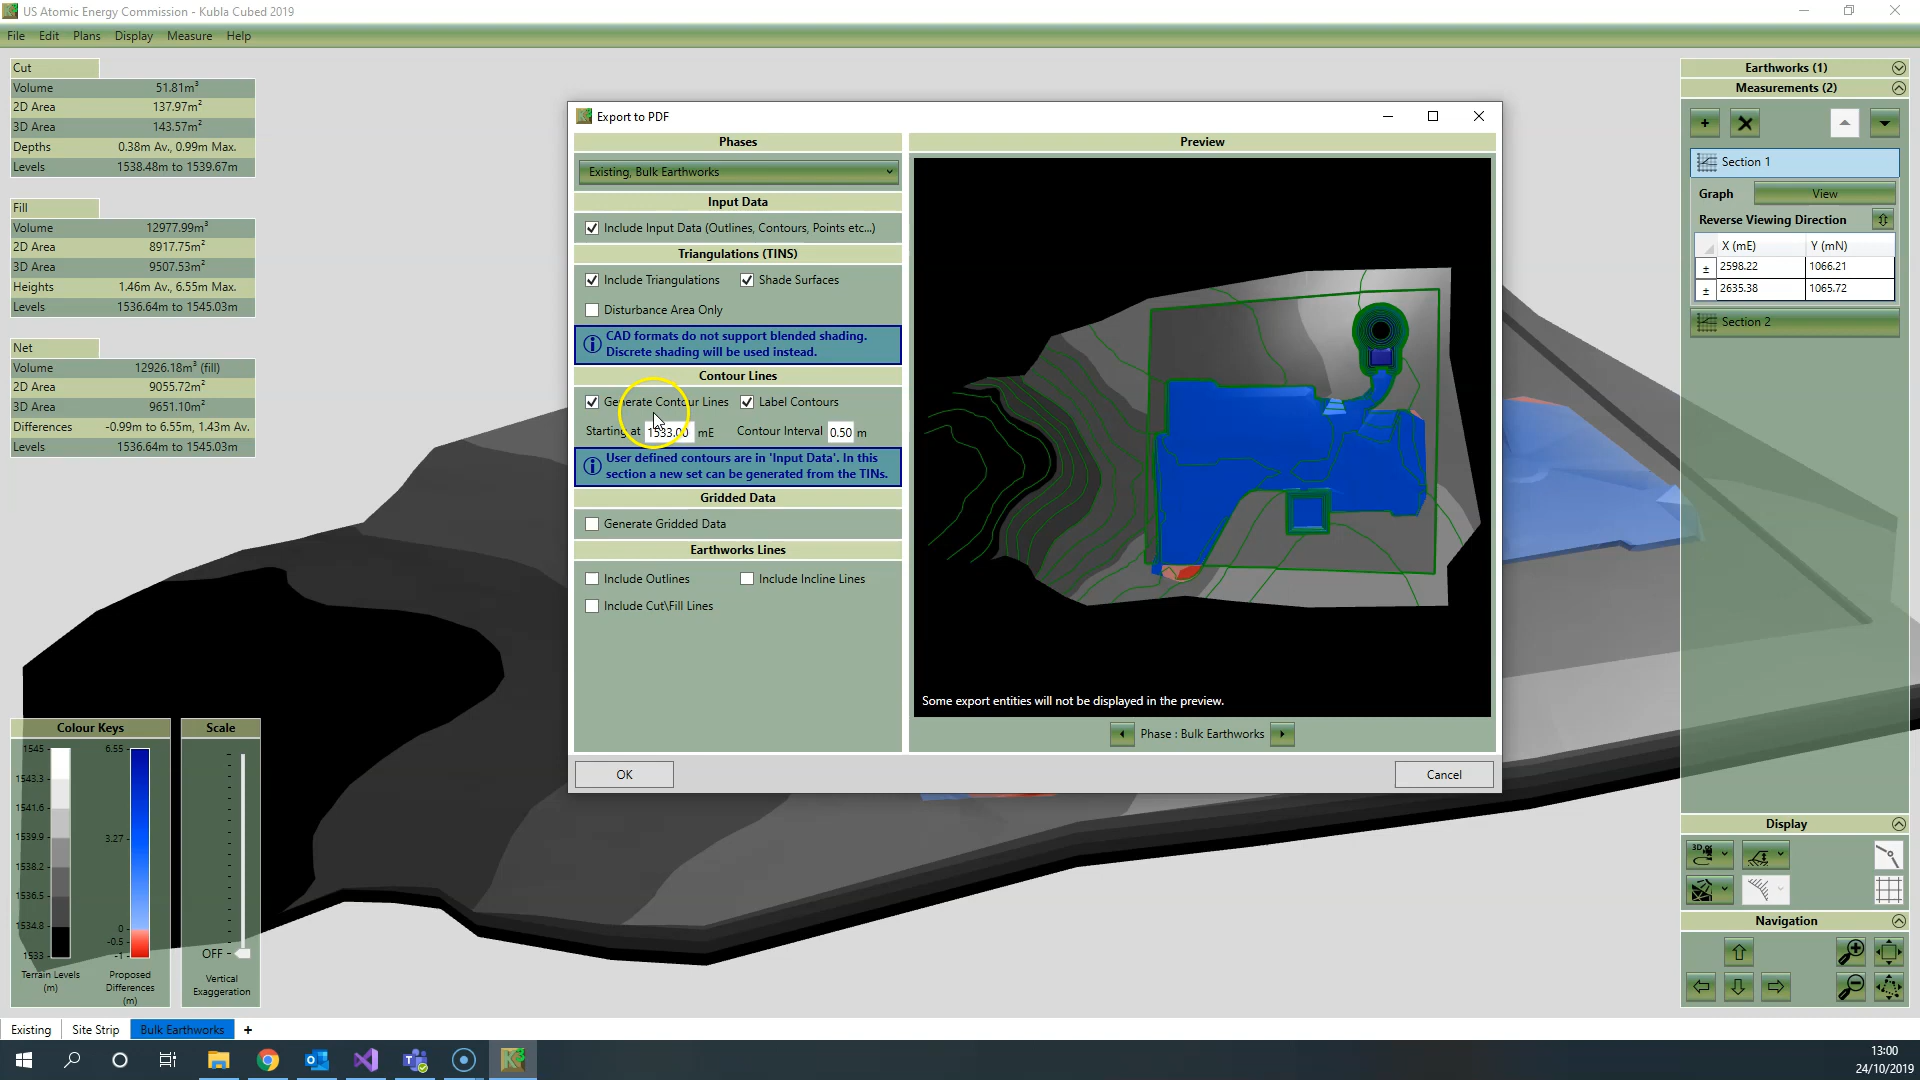 US Atomic Energy Commission - Kubla Cubed 2019
File Edit Plans Display Measure Help
Cut
Volume 51.81m³
2D Area 137.97m²
3D Area 143.57m²
Depths 0.38m Av., 0.99m Max.
Levels 1538.48m to 1539.67m
Fill
Volume 12977.99m³
2D Area 8917.75m²
3D Area 9507.53m²
Heights 1.46m Av., 6.55m Max.
Levels 1536.64m to 1545.03m
Net
Volume 12926.18m³ (fill)
2D Area 9055.72m²
3D Area 9651.10m²
Differences -0.99m to 6.55m, 1.43m Av.
Levels 1536.64m to 1545.03m
Export to PDF
Phases
Existing, Bulk Earthworks
Input Data
Include Input Data (Outlines, Contours, Points etc...)
Triangulations (TINS)
Include Triangulations Shade Surfaces
Disturbance Area Only
CAD formats do not support blended shading.
Discrete shading will be used instead.
Contour Lines
Generate Contour Lines Label Contours
Starting at 1533.00 mE Contour Interval 0.50 m
User defined contours are in 'Input Data'. In this
section a new set can be generated from the TINs.
Gridded Data
Generate Gridded Data
Earthworks Lines
Include Outlines Include Incline Lines
Include Cut\Fill Lines
OK
Preview
Some export entities will not be displayed in the preview.
Phase : Bulk Earthworks
Cancel
Earthworks (1)
Measurements (2)
Section 1
Graph View
Reverse Viewing Direction
X (mE) Y (mN)
± 2598.22 1066.21
± 2635.38 1065.72
Section 2
Display
3D
Navigation
Colour Keys
1545
1543.3
1541.6
1539.9
1538.2
1536.5
1534.8
1533
Terrain Levels
(m)
6.55
3.27
0
-0.5
-1
Proposed
Differences
(m)
Scale
OFF
Vertical
Exaggeration
Existing Site Strip Bulk Earthworks +
13:00
24/10/2019